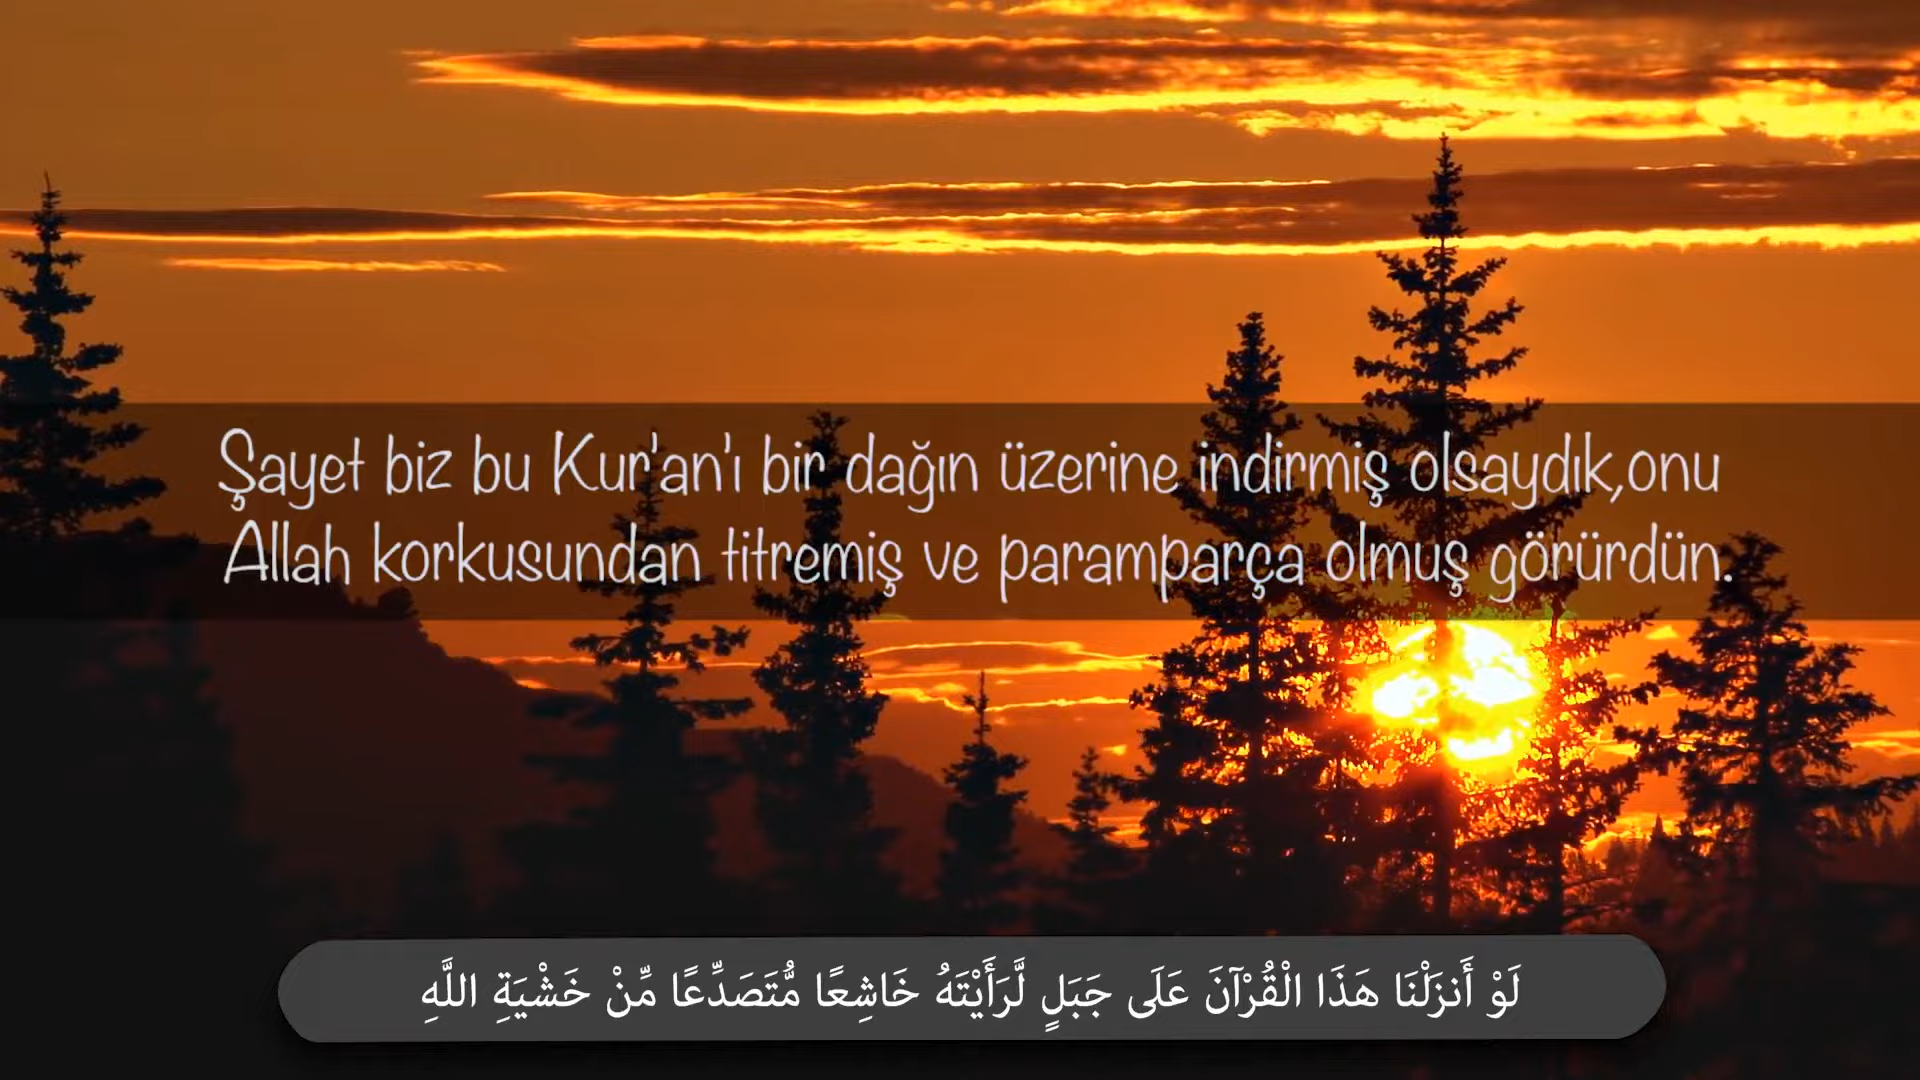 Şayet biz bu Kur'an'ı bir dağın üzerine indirmiş olsaydık,onu
Allah korkusundan titremiş ve paramparça olmuş görürdün.
لَوْ أَنزَلْنَا هَذَا الْقُرْآنَ عَلَى جَبَلٍ لَّرَأَيْتَهُ خَاشِعًا مُّتَصَدِّعًا مِّنْ خَشْيَةِ اللَّهِ